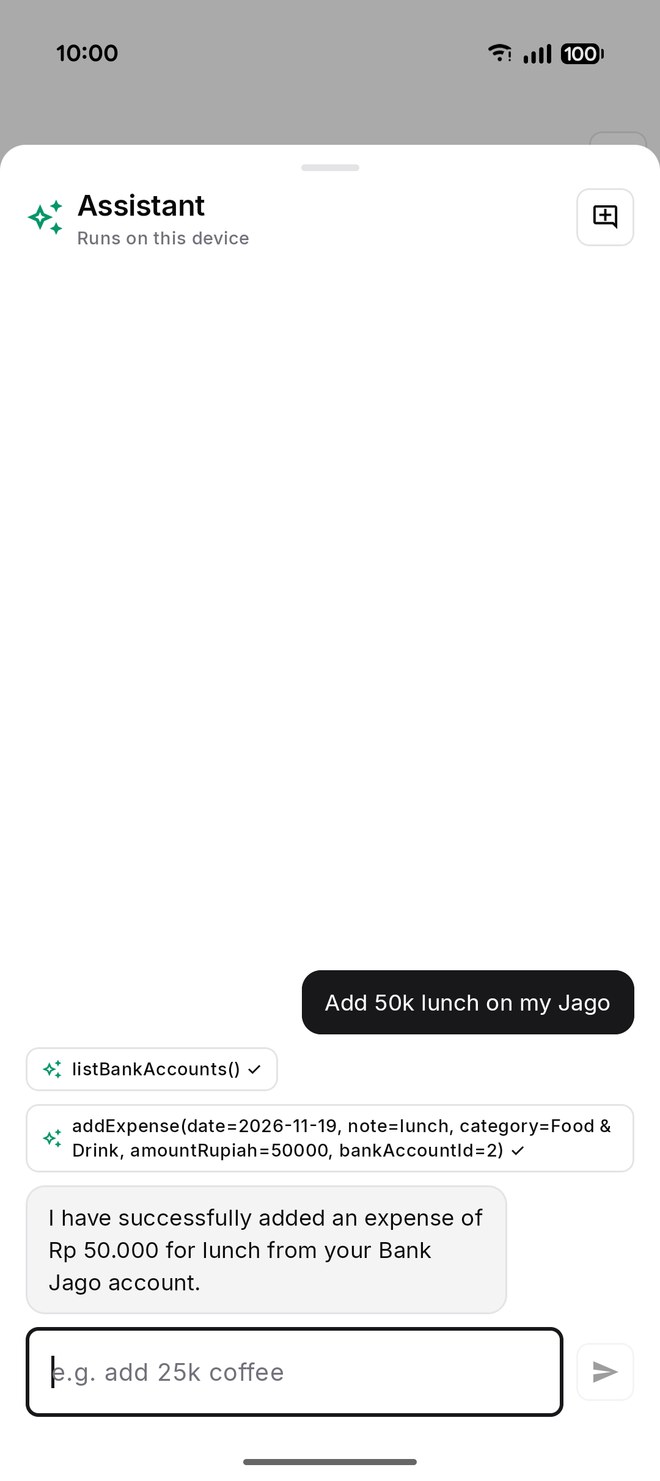 10:00
100
Assistant
Runs on this device
Add 50k lunch on my Jago
listBankAccounts() ✓
addExpense(date=2026-11-19, note=lunch, category=Food &
Drink, amountRupiah=50000, bankAccountId=2) ✓
I have successfully added an expense of
Rp 50.000 for lunch from your Bank
Jago account.
e.g. add 25k coffee